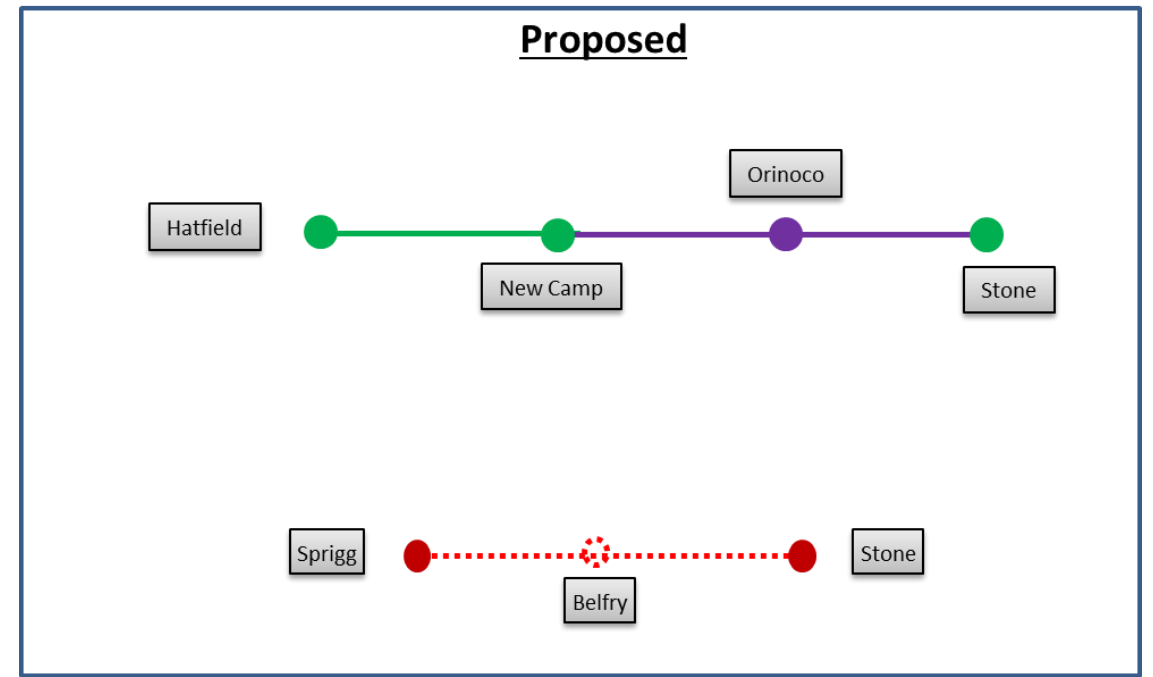 Proposed
Orinoco
Hatfield
New Camp
Stone
Sprigg
Stone
Belfry